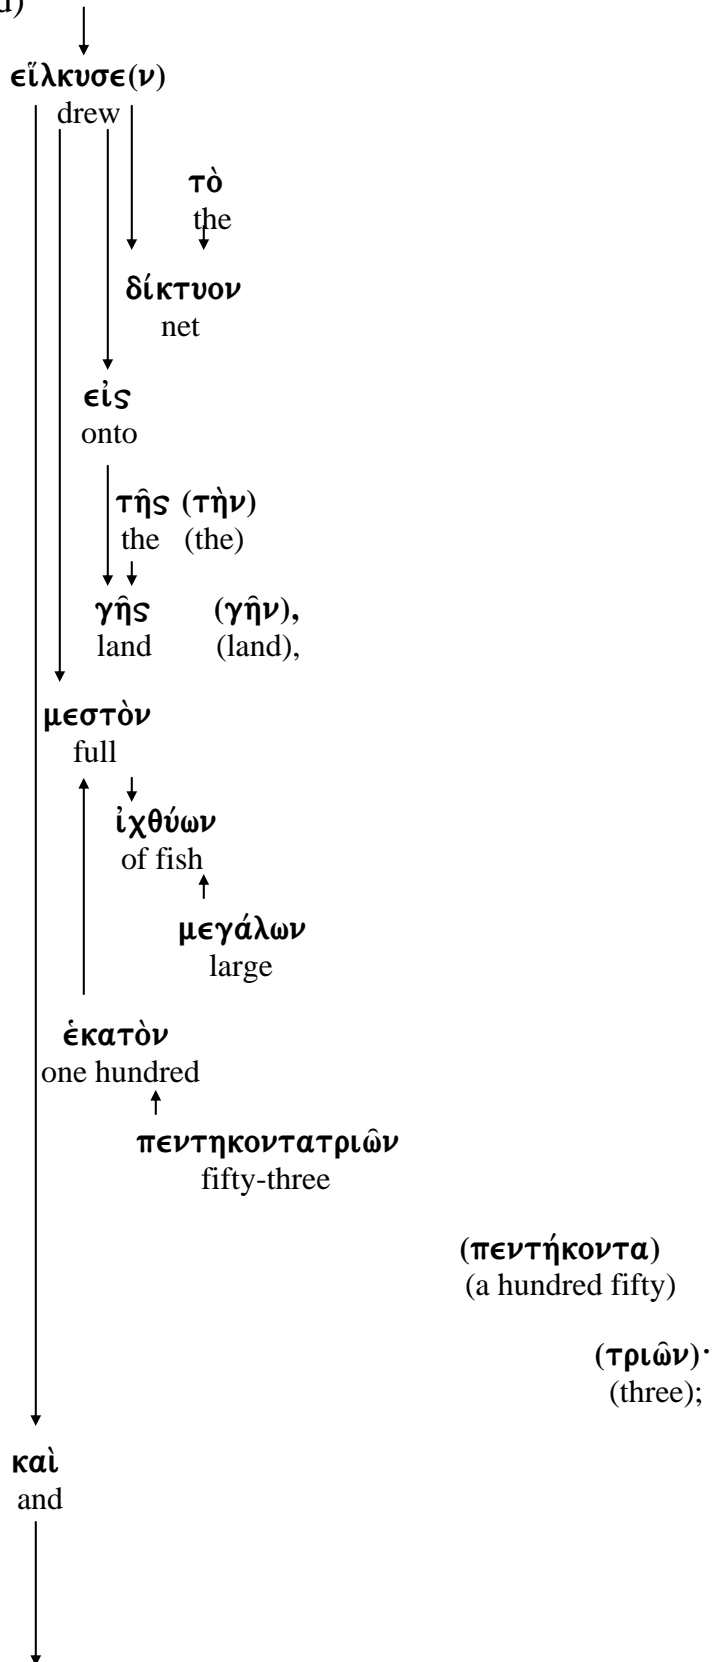 d)
εἵλκυσε(ν)
drew
τὸ
the
δίκτυον
net
εἰς
onto
τῆς (τὴν)
the (the)
γῆς (γῆν),
land (land),
μεστὸν
full
ἰχθύων
of fish
μεγάλων
large
ἑκατὸν
one hundred
πεντηκοντατριῶν
fifty-three
(πεντήκοντα)
(a hundred fifty)
(τριῶν)·
(three);
καὶ
and